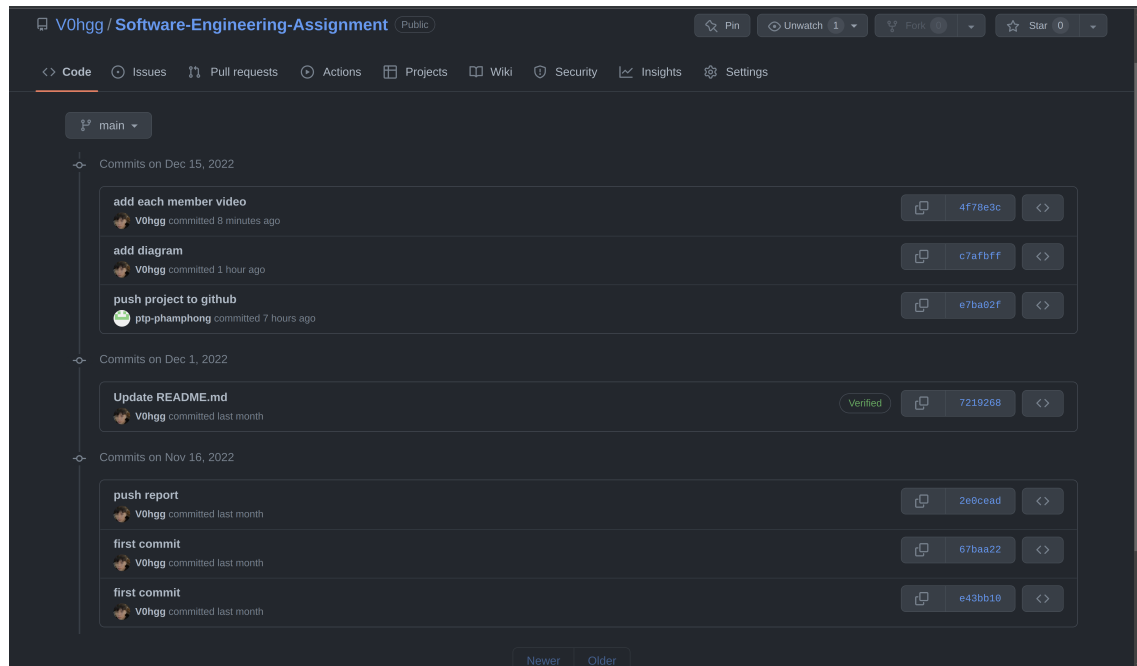 V0hgg / Software-Engineering-Assignment Public Pin Unwatch 1 Fork 0 Star 0
<> Code Issues Pull requests Actions Projects Wiki Security Insights Settings
main
Commits on Dec 15, 2022
add each member video
V0hgg committed 8 minutes ago 4f78e3c <>
add diagram
V0hgg committed 1 hour ago c7afbff <>
push project to github
ptp-phamphong committed 7 hours ago e7ba02f <>
Commits on Dec 1, 2022
Update README.md
V0hgg committed last month Verified 7219268 <>
Commits on Nov 16, 2022
push report
V0hgg committed last month 2e0cead <>
first commit
V0hgg committed last month 67baa22 <>
first commit
V0hgg committed last month e43bb10 <>
Newer Older